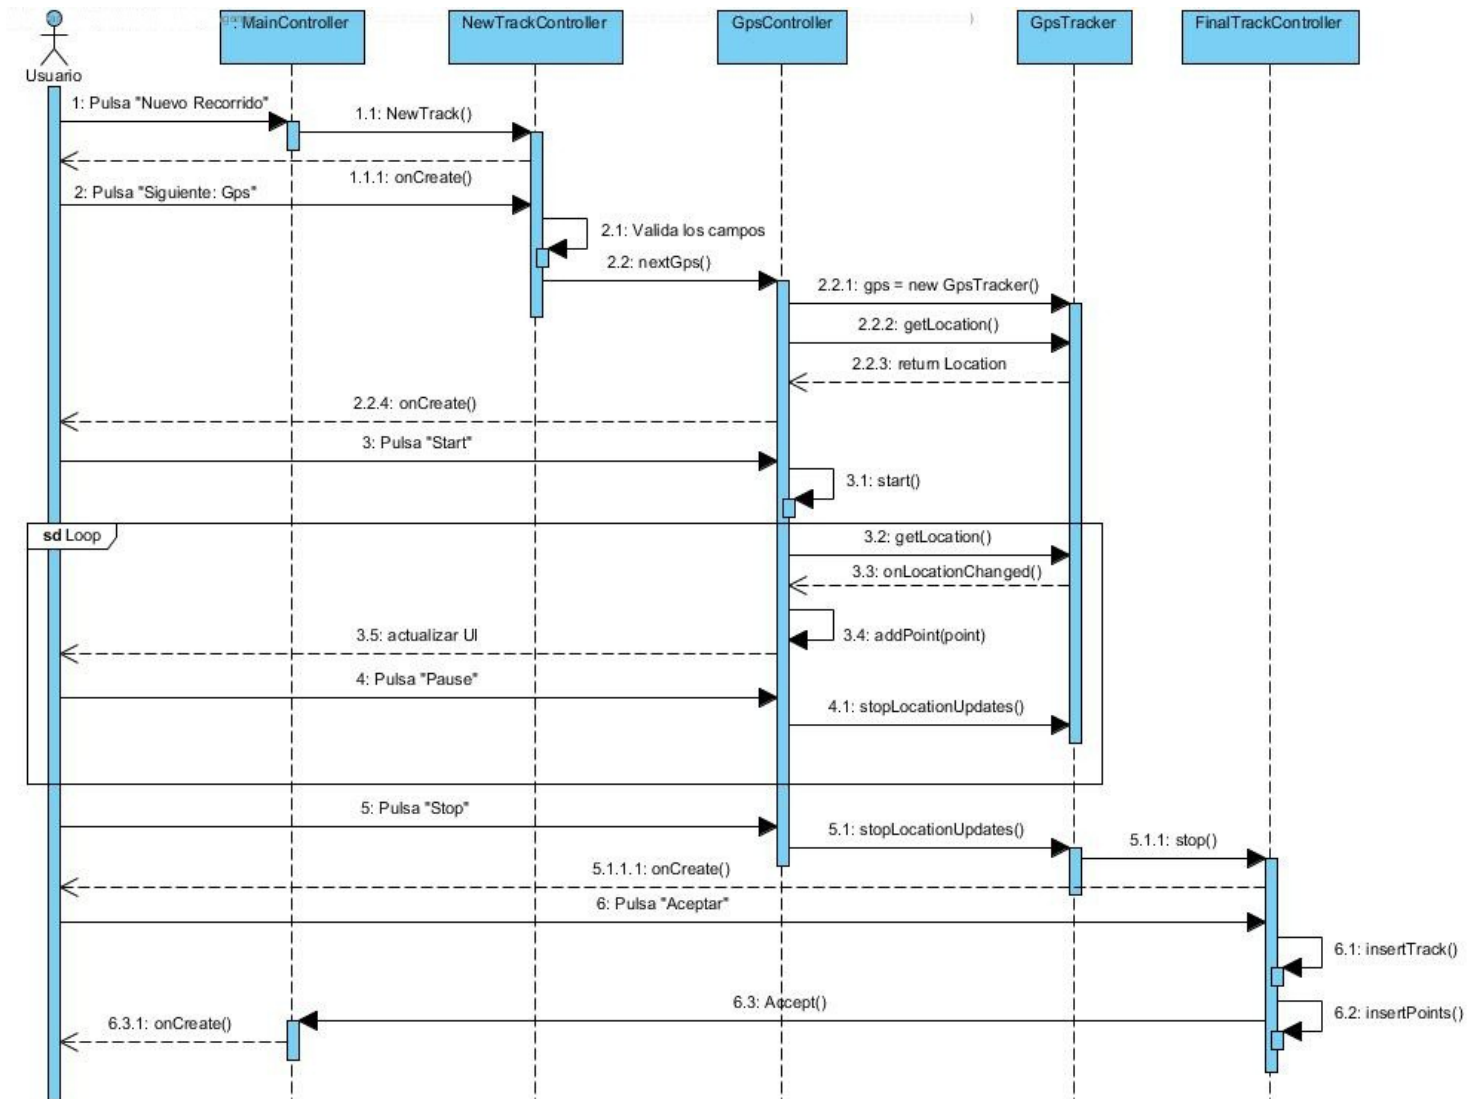 : MainController
NewTrackController
GpsController
GpsTracker
FinalTrackController
Usuario
1: Pulsa "Nuevo Recorrido"
1.1: NewTrack()
1.1.1: onCreate()
2: Pulsa "Siguiente: Gps"
2.1: Valida los campos
2.2: nextGps()
2.2.1: gps = new GpsTracker()
2.2.2: getLocation()
2.2.3: return Location
2.2.4: onCreate()
3: Pulsa "Start"
3.1: start()
sd Loop
3.2: getLocation()
3.3: onLocationChanged()
3.4: addPoint(point)
3.5: actualizar UI
4: Pulsa "Pause"
4.1: stopLocationUpdates()
5: Pulsa "Stop"
5.1: stopLocationUpdates()
5.1.1: stop()
5.1.1.1: onCreate()
6: Pulsa "Aceptar"
6.1: insertTrack()
6.2: insertPoints()
6.3: Accept()
6.3.1: onCreate()